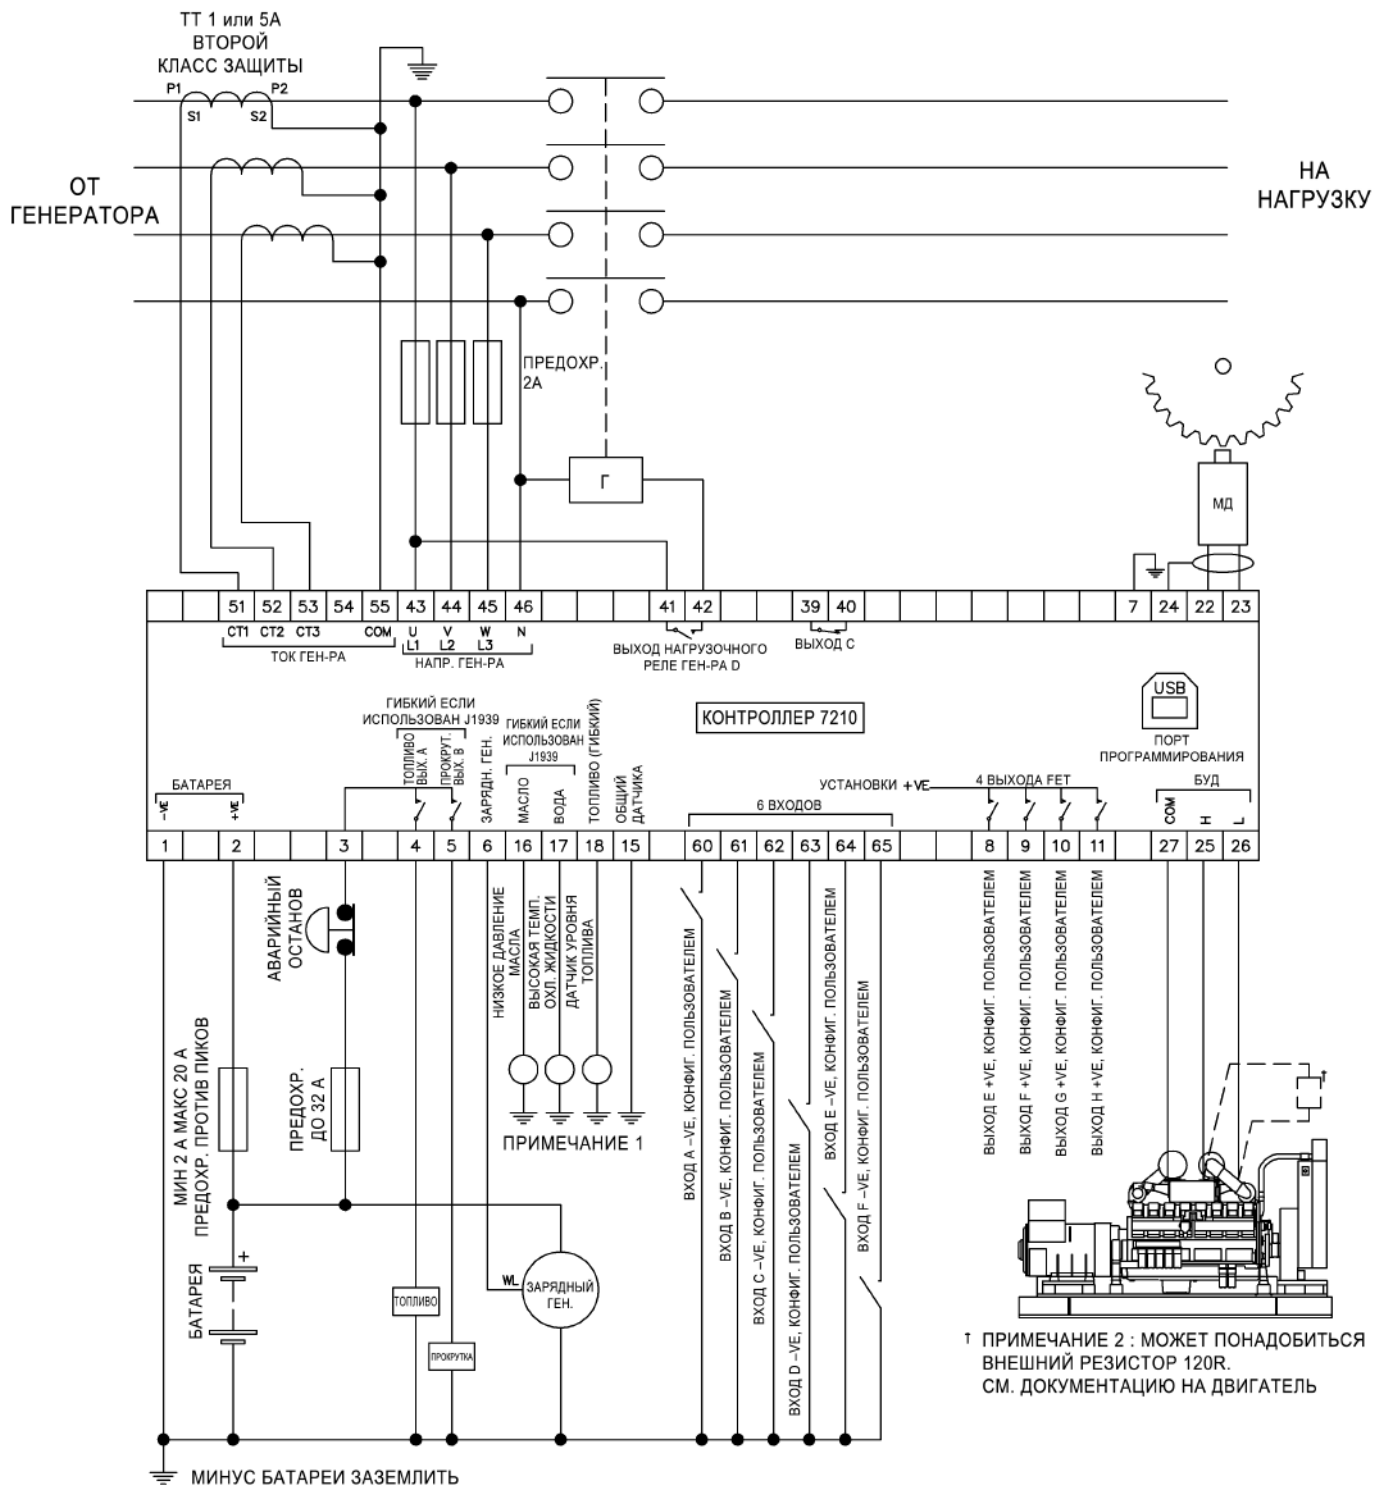 ТТ 1 или 5А
ВТОРОЙ
КЛАСС ЗАЩИТЫ
P1
P2
S1
S2
ОТ
ГЕНЕРАТОРА
НА
НАГРУЗКУ
ПРЕДОХР.
2А
Г
МД
51 52 53 54 55 43 44 45 46 41 42 39 40 7 24 22 23
CT1 CT2 CT3 COM U V W N
L1 L2 L3
ТОК ГЕН-РА
НАПР. ГЕН-РА
ВЫХОД НАГРУЗОЧНОГО
РЕЛЕ ГЕН-РА D
ВЫХОД C
USB
ПОРТ
ПРОГРАММИРОВАНИЯ
КОНТРОЛЛЕР 7210
ГИБКИЙ ЕСЛИ
ИСПОЛЬЗОВАН J1939
ГИБКИЙ ЕСЛИ
ИСПОЛЬЗОВАН
J1939
БАТАРЕЯ
-VE
+VE
ТОПЛИВО
ВЫХ. А
ПРОКРУТ.
ВЫХ. В
ЗАРЯДН. ГЕН.
МАСЛО
ВОДА
ТОПЛИВО (ГИБКИЙ)
ОБЩИЙ
ДАТЧИКА
6 ВХОДОВ
УСТАНОВКИ +VE
4 ВЫХОДА FET
БУД
COM
H
L
1 2 3 4 5 6 16 17 18 15 60 61 62 63 64 65 8 9 10 11 27 25 26
АВАРИЙНЫЙ
ОСТАНОВ
МИН 2 А МАКС 20 А
ПРЕДОХР. ПРОТИВ ПИКОВ
ПРЕДОХР.
ДО 32 А
НИЗКОЕ ДАВЛЕНИЕ
МАСЛА
ВЫСОКАЯ ТЕМП.
ОХЛ. ЖИДКОСТИ
ДАТЧИК УРОВНЯ
ТОПЛИВА
ПРИМЕЧАНИЕ 1
ВХОД A –VE, КОНФИГ. ПОЛЬЗОВАТЕЛЕМ
ВХОД B –VE, КОНФИГ. ПОЛЬЗОВАТЕЛЕМ
ВХОД C –VE, КОНФИГ. ПОЛЬЗОВАТЕЛЕМ
ВХОД D –VE, КОНФИГ. ПОЛЬЗОВАТЕЛЕМ
ВХОД E –VE, КОНФИГ. ПОЛЬЗОВАТЕЛЕМ
ВХОД F –VE, КОНФИГ. ПОЛЬЗОВАТЕЛЕМ
ВЫХОД E +VE, КОНФИГ. ПОЛЬЗОВАТЕЛЕМ
ВЫХОД F +VE, КОНФИГ. ПОЛЬЗОВАТЕЛЕМ
ВЫХОД G +VE, КОНФИГ. ПОЛЬЗОВАТЕЛЕМ
ВЫХОД H +VE, КОНФИГ. ПОЛЬЗОВАТЕЛЕМ
БАТАРЕЯ
+
ТОПЛИВО
ПРОКРУТКА
WL
ЗАРЯДНЫЙ
ГЕН.
†
† ПРИМЕЧАНИЕ 2 : МОЖЕТ ПОНАДОБИТЬСЯ
ВНЕШНИЙ РЕЗИСТОР 120R.
СМ. ДОКУМЕНТАЦИЮ НА ДВИГАТЕЛЬ
МИНУС БАТАРЕИ ЗАЗЕМЛИТЬ